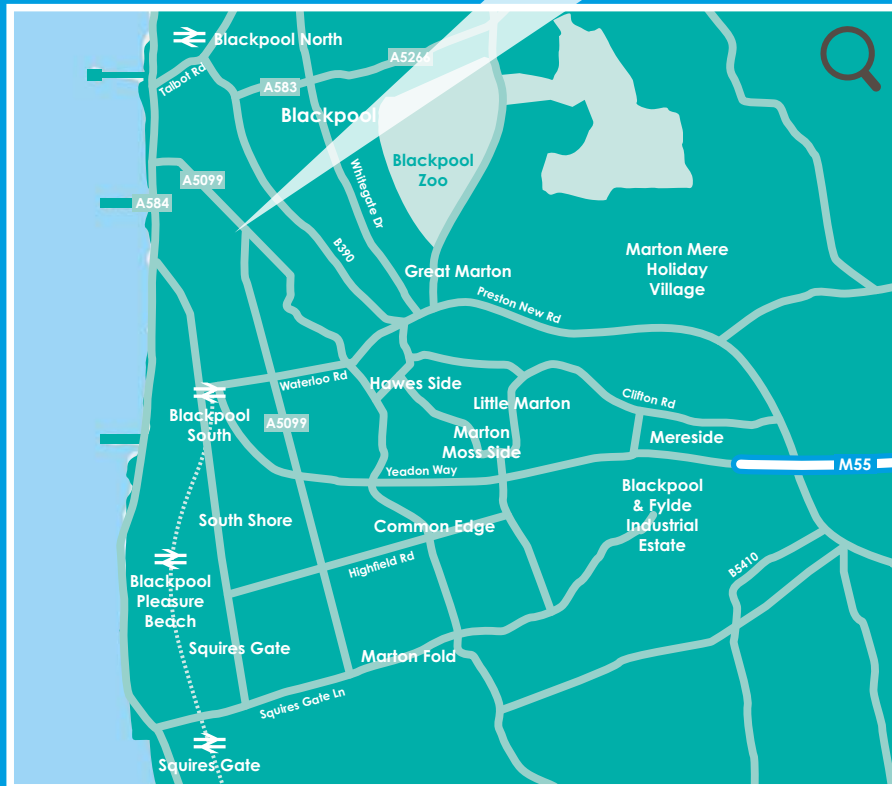 Blackpool North
A5266
Talbot Rd
A583
Blackpool
Blackpool
Zoo
Whitegate Dr
A5099
A584
B390
Great Marton
Marton Mere
Holiday
Village
Preston New Rd
Waterloo Rd
Hawes Side
Little Marton
Clifton Rd
Blackpool
South
A5099
Marton
Moss Side
Mereside
Yeadon Way
M55
Blackpool
& Fylde
Industrial
Estate
South Shore
Common Edge
Highfield Rd
B5410
Blackpool
Pleasure
Beach
Squires Gate
Marton Fold
Squires Gate Ln
Squires Gate